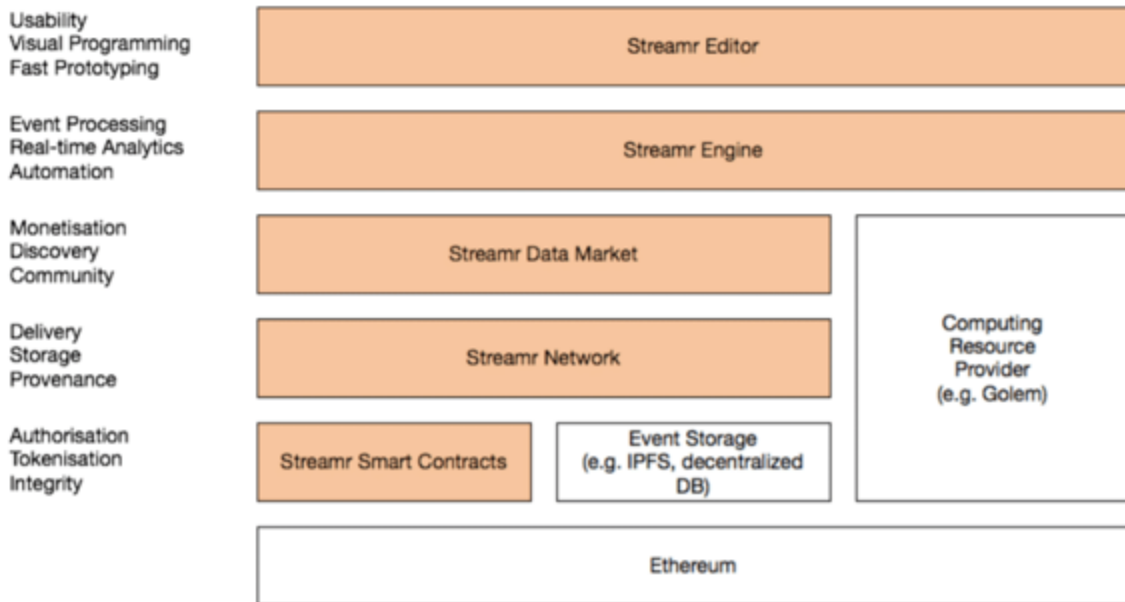 Usability
Visual Programming
Fast Prototyping
Streamr Editor
Event Processing
Real-time Analytics
Automation
Streamr Engine
Monetisation
Discovery
Community
Streamr Data Market
Computing
Resource
Provider
(e.g. Golem)
Delivery
Storage
Provenance
Streamr Network
Authorisation
Tokenisation
Integrity
Streamr Smart Contracts
Event Storage
(e.g. IPFS, decentralized
DB)
Ethereum